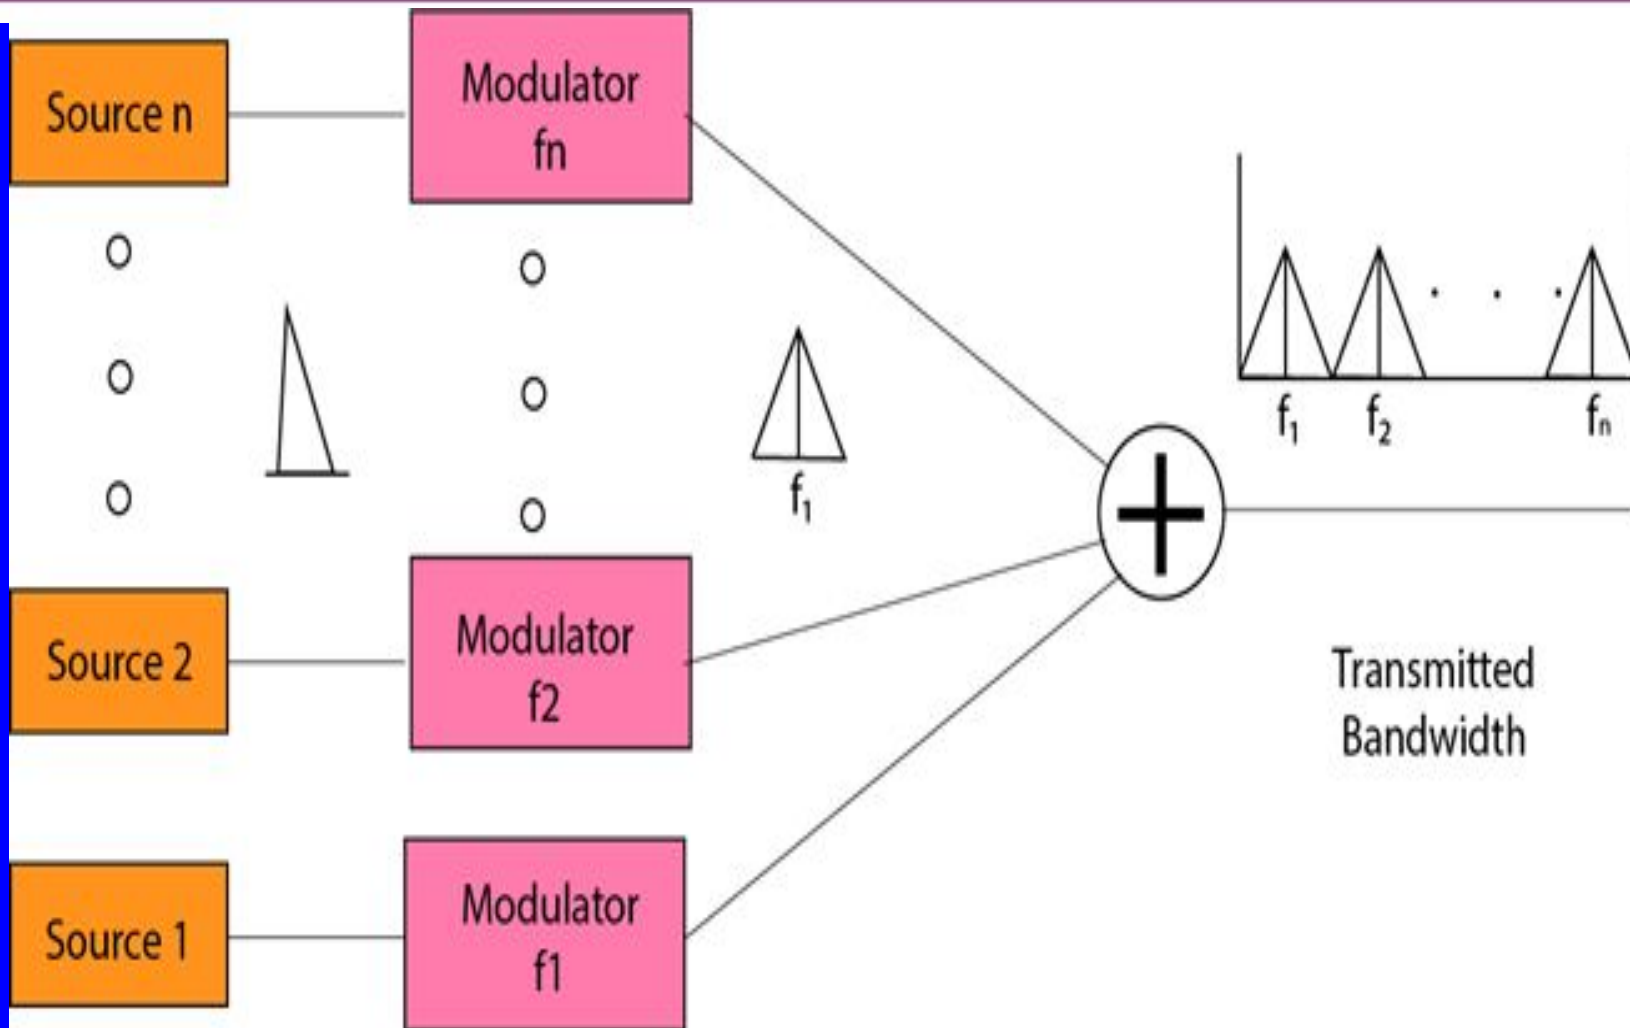 Source n
Modulator
fn
f₁
f₁ f₂ . . . fₙ
Source 2
Modulator
f2
Transmitted
Bandwidth
Source 1
Modulator
f1